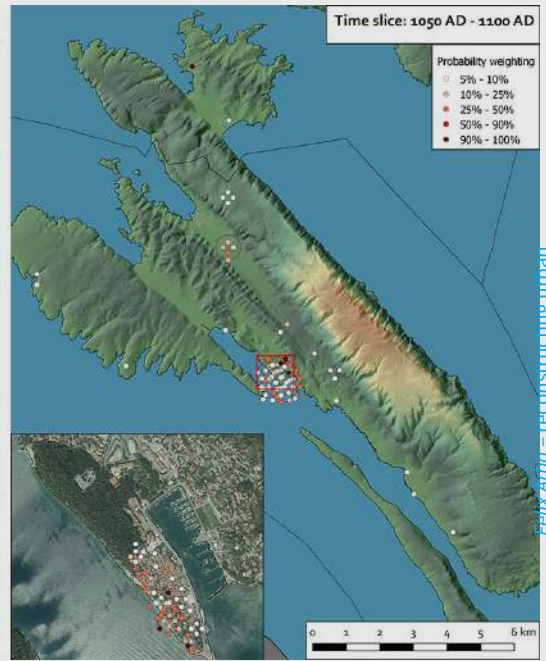 Time slice: 1050 AD - 1100 AD
Probability weighting
5% - 10%
10% - 25%
25% - 50%
50% - 90%
90% - 100%
0 1 2 3 4 5 6 km